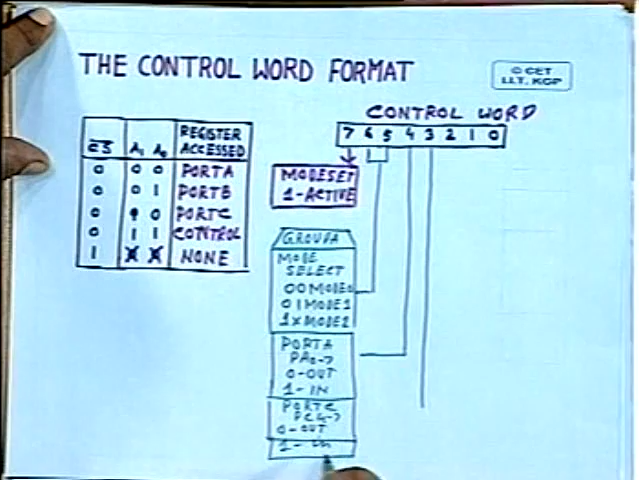 THE CONTROL WORD FORMAT
© CET
I.I.T. KGP
CONTROL WORD
7 6 5 4 3 2 1 0
CS A1 A0 REGISTER ACCESSED
0 0 0 PORTA
0 0 1 PORTB
0 1 0 PORTC
0 1 1 CONTROL
1 X X NONE
MODESET
1-ACTIVE
GROUPA
MODE
SELECT
00 MODE0
01 MODE1
1X MODE2
PORTA
PA0-7
0-OUT
1-IN
PORTC
PC4-7
0-OUT
1-in